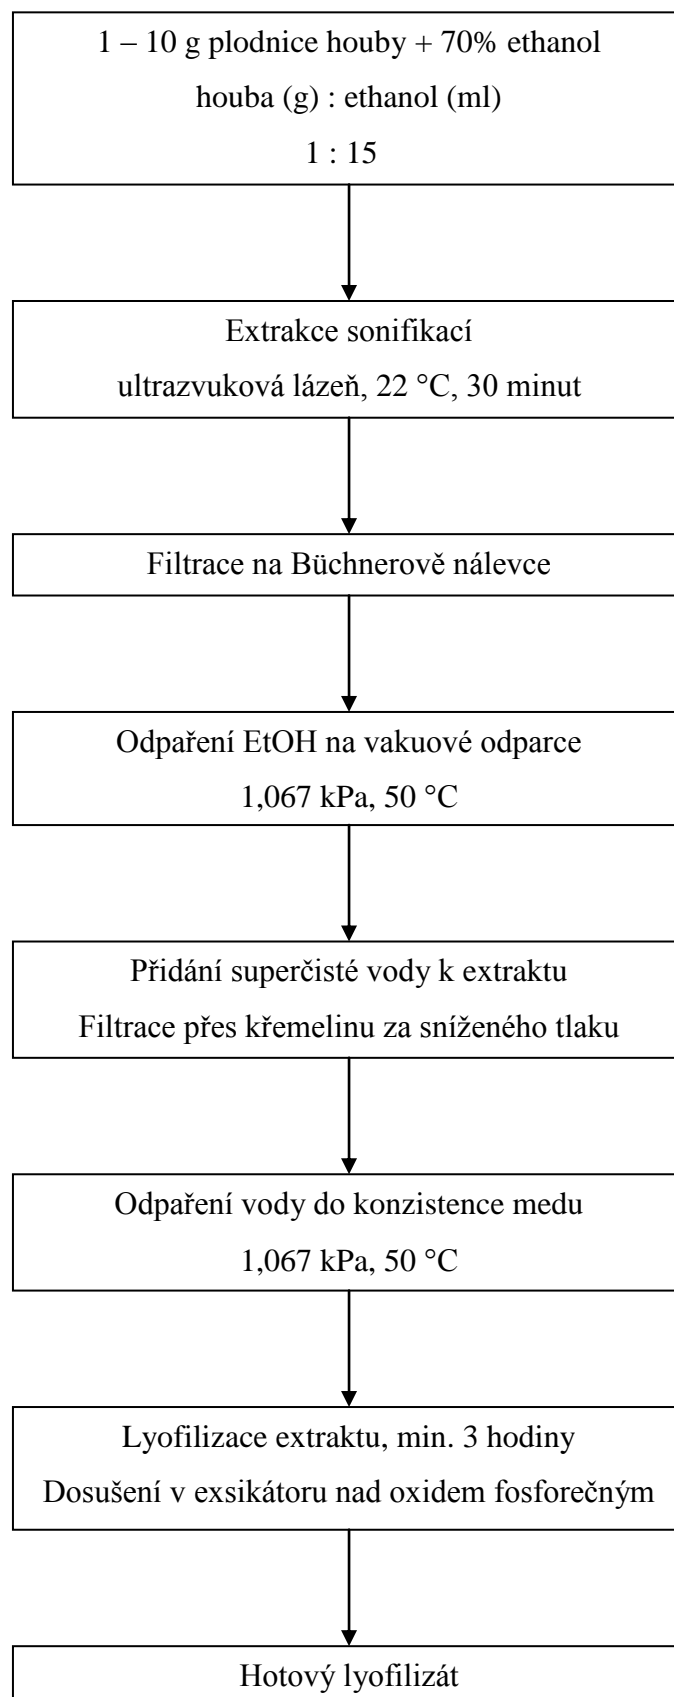 1 – 10 g plodnice houby + 70% ethanol
houba (g) : ethanol (ml)
1 : 15
Extrakce sonifikací
ultrazvuková lázeň, 22 °C, 30 minut
Filtrace na Büchnerově nálevce
Odpaření EtOH na vakuové odparce
1,067 kPa, 50 °C
Přidání superčisté vody k extraktu
Filtrace přes křemelinu za sníženého tlaku
Odpaření vody do konzistence medu
1,067 kPa, 50 °C
Lyofilizace extraktu, min. 3 hodiny
Dosušení v exsikátoru nad oxidem fosforečným
Hotový lyofilizát